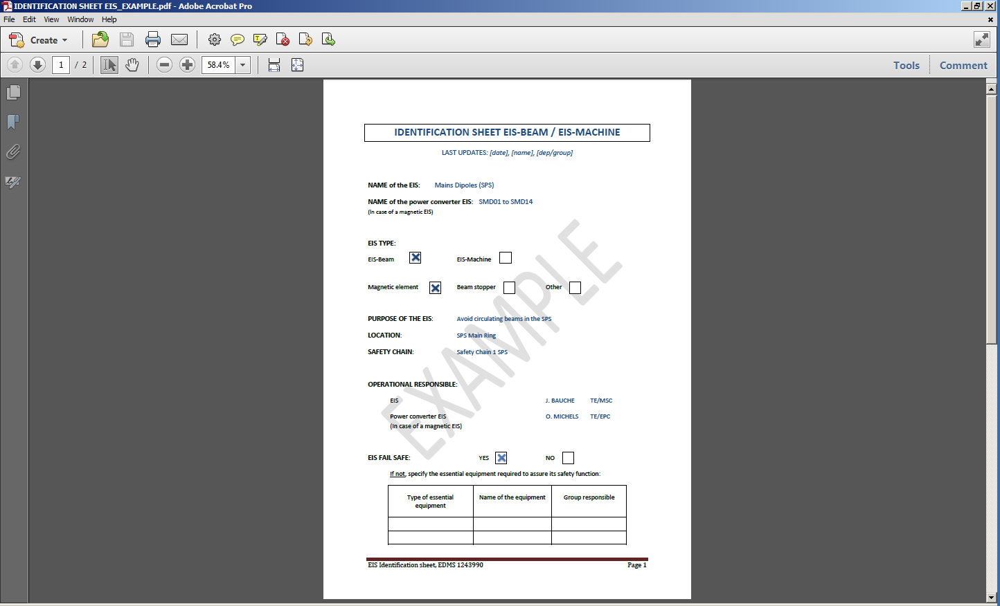 IDENTIFICATION SHEET EIS_EXAMPLE.pdf - Adobe Acrobat Pro
File Edit View Window Help
Create
1 / 2 58.4% Tools Comment
IDENTIFICATION SHEET EIS-BEAM / EIS-MACHINE
LAST UPDATES: [date], [name], [dep/group]
NAME of the EIS: Mains Dipoles (SPS)
NAME of the power converter EIS: SMD01 to SMD14
(In case of a magnetic EIS)
EIS TYPE:
EIS-Beam EIS-Machine
Magnetic element Beam stopper Other
PURPOSE OF THE EIS: Avoid circulating beams in the SPS
LOCATION: SPS Main Ring
SAFETY CHAIN: Safety Chain 1 SPS
EXAMPLE
OPERATIONAL RESPONSIBLE:
EIS J. BAUCHE TE/MSC
Power converter EIS O. MICHELS TE/EPC
(In case of a magnetic EIS)
EIS FAIL SAFE: YES NO
If not, specify the essential equipment required to assure its safety function:
Type of essential equipment Name of the equipment Group responsible
EIS Identification sheet, EDMS 1243990 Page 1